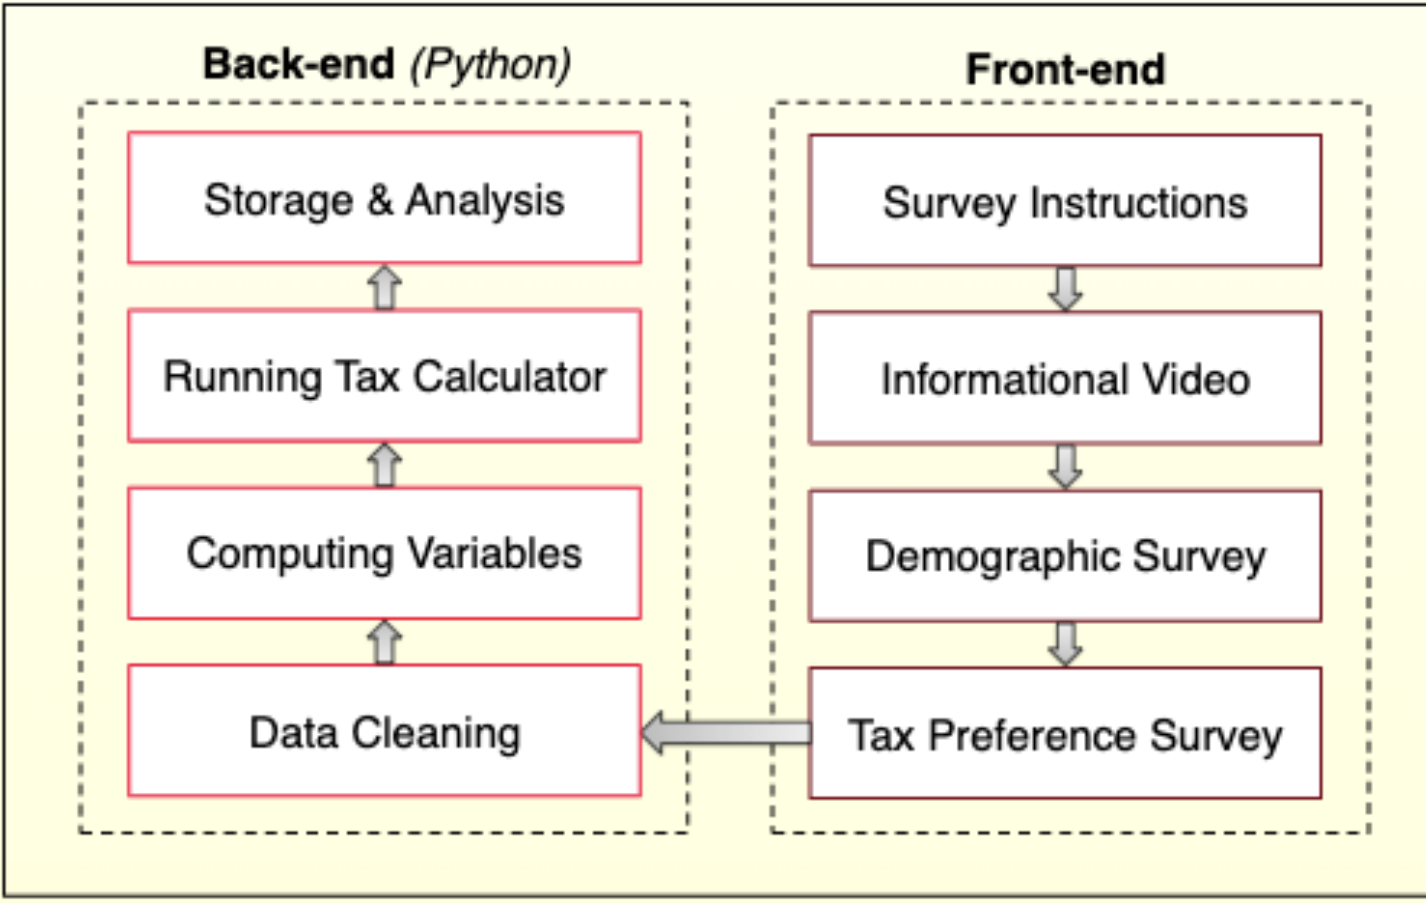 Back-end (Python)
Storage & Analysis
Running Tax Calculator
Computing Variables
Data Cleaning
Front-end
Survey Instructions
Informational Video
Demographic Survey
Tax Preference Survey